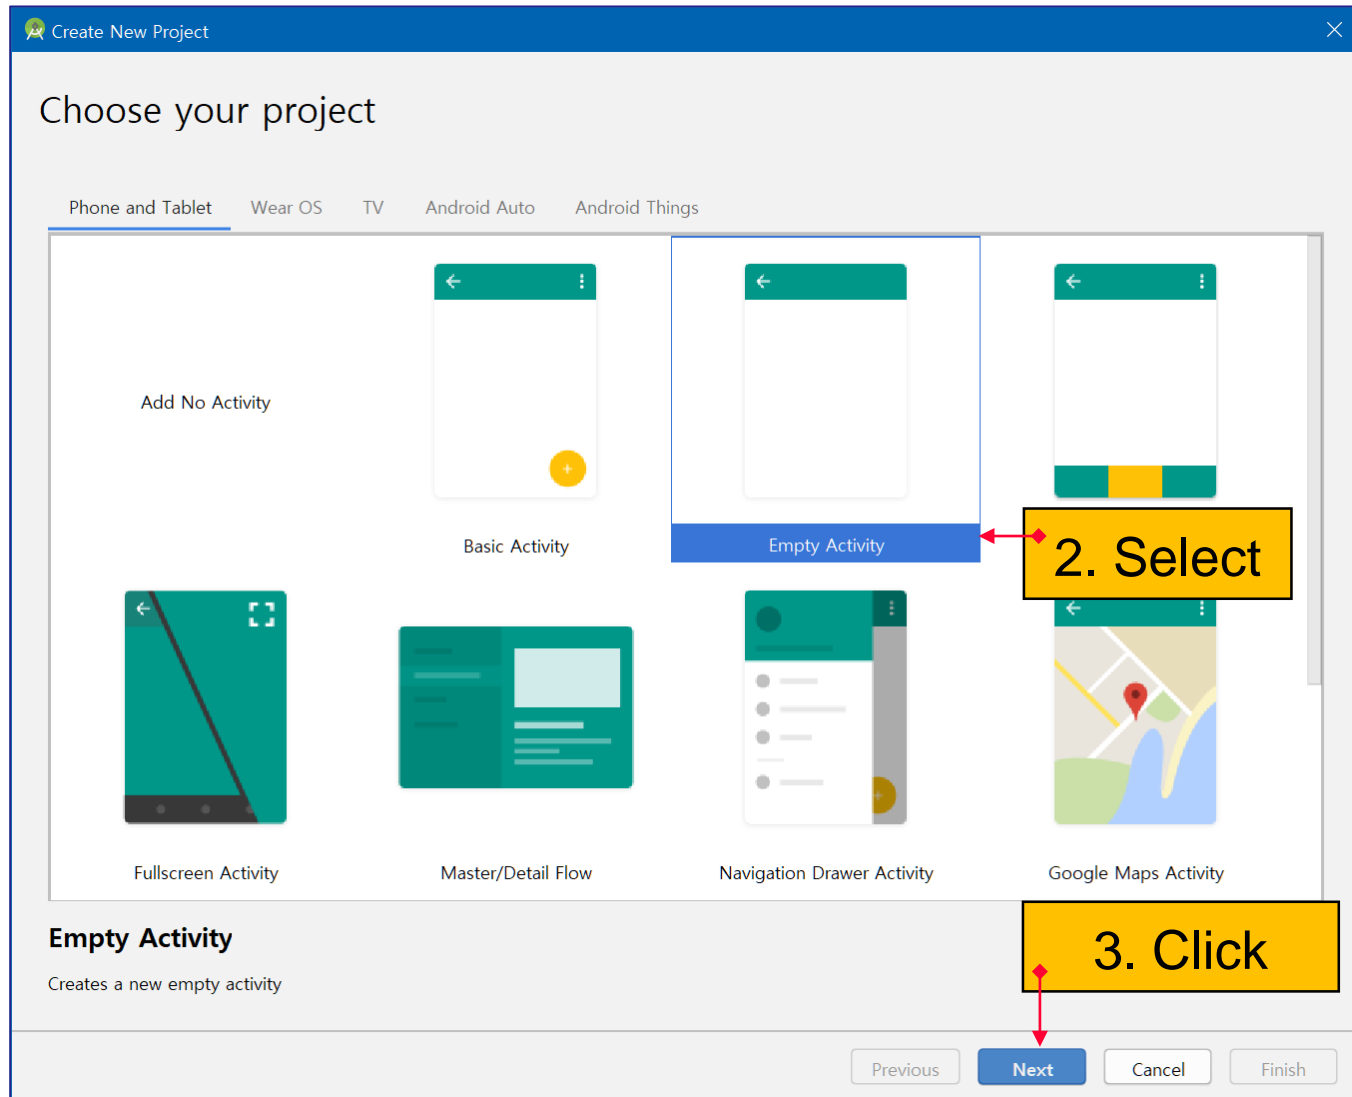 Create New Project
Choose your project
Phone and Tablet Wear OS TV Android Auto Android Things
Add No Activity
Basic Activity
Empty Activity
2. Select
Fullscreen Activity
Master/Detail Flow
Navigation Drawer Activity
Google Maps Activity
Empty Activity
Creates a new empty activity
3. Click
Previous Next Cancel Finish